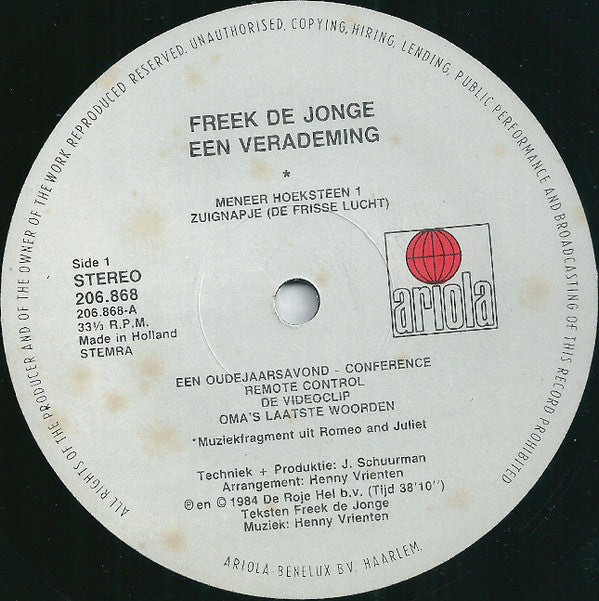 ALL RIGHTS OF THE PRODUCER AND OF THE OWNER OF THE WORK REPRODUCED RESERVED. UNAUTHORISED, COPYING, HIRING, LENDING, PUBLIC PERFORMANCE AND BROADCASTING OF THIS RECORD PROHIBITED
FREEK DE JONGE
EEN VERADEMING
*
MENEER HOEKSTEEN 1
ZUIGNAPJE (DE FRISSE LUCHT)
Side 1
STEREO
206.868
206.868-A
33⅓ R.P.M.
Made in Holland
STEMRA
ariola
EEN OUDEJAARSAVOND - CONFERENCE
REMOTE CONTROL
DE VIDEOCLIP
OMA'S LAATSTE WOORDEN
*Muziekfragment uit Romeo and Juliet
Techniek + Produktie: J. Schuurman
Arrangement: Henny Vrienten
℗ en © 1984 De Roje Hel b.v. (Tijd 38'10'')
Teksten Freek de Jonge
Muziek: Henny Vrienten
ARIOLA-BENELUX B.V. HAARLEM.